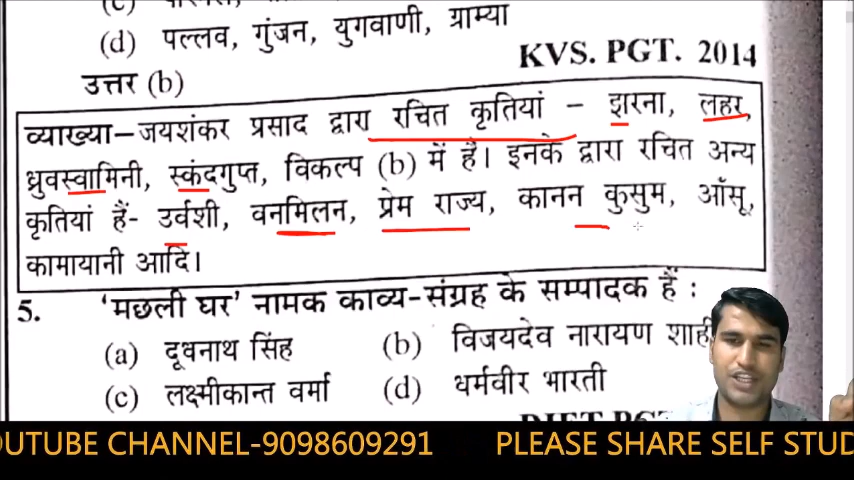 (d) पल्लव, गुंजन, युगवाणी, ग्राम्या
KVS. PGT. 2014
उत्तर (b)
व्याख्या–जयशंकर प्रसाद द्वारा रचित कृतियां – झरना, लहर,
ध्रुवस्वामिनी, स्कंदगुप्त, विकल्प (b) में है। इनके द्वारा रचित अन्य
कृतियां हैं- उर्वशी, वनमिलन, प्रेम राज्य, कानन कुसुम, आँसू,
कामायानी आदि।
5. 'मछली घर' नामक काव्य-संग्रह के सम्पादक हैं :
(a) दूधनाथ सिंह (b) विजयदेव नारायण शाही
(c) लक्ष्मीकान्त वर्मा (d) धर्मवीर भारती
OUTUBE CHANNEL-9098609291 PLEASE SHARE SELF STUD